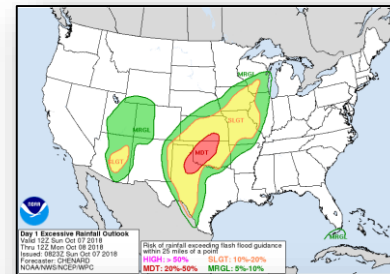 MRGL
MRGL
SLGT
MDT
SLGT
MRGL
NOAA
Day 1 Excessive Rainfall Outlook
Valid 12Z Sun Oct 07 2018
Thru 12Z Mon Oct 08 2018
Issued: 0823Z Sun Oct 07 2018
Forecaster: CHENARD
NOAA/NWS/NCEP/WPC
Risk of rainfall exceeding flash flood guidance
within 25 miles of a point
HIGH: > 50% SLGT: 10%-20%
MDT: 20%-50% MRGL: 5%-10%